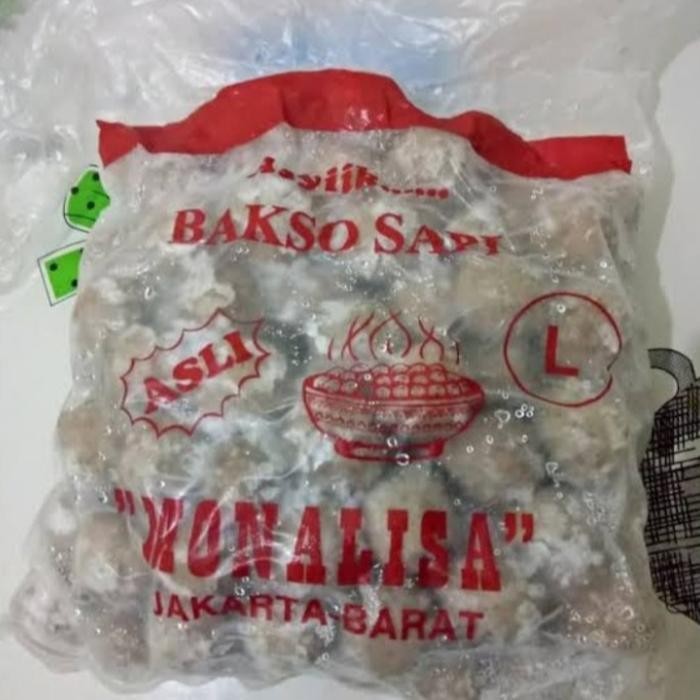 BAKSO SAPI
ASLI
L
"MONALISA"
JAKARTA-BARAT